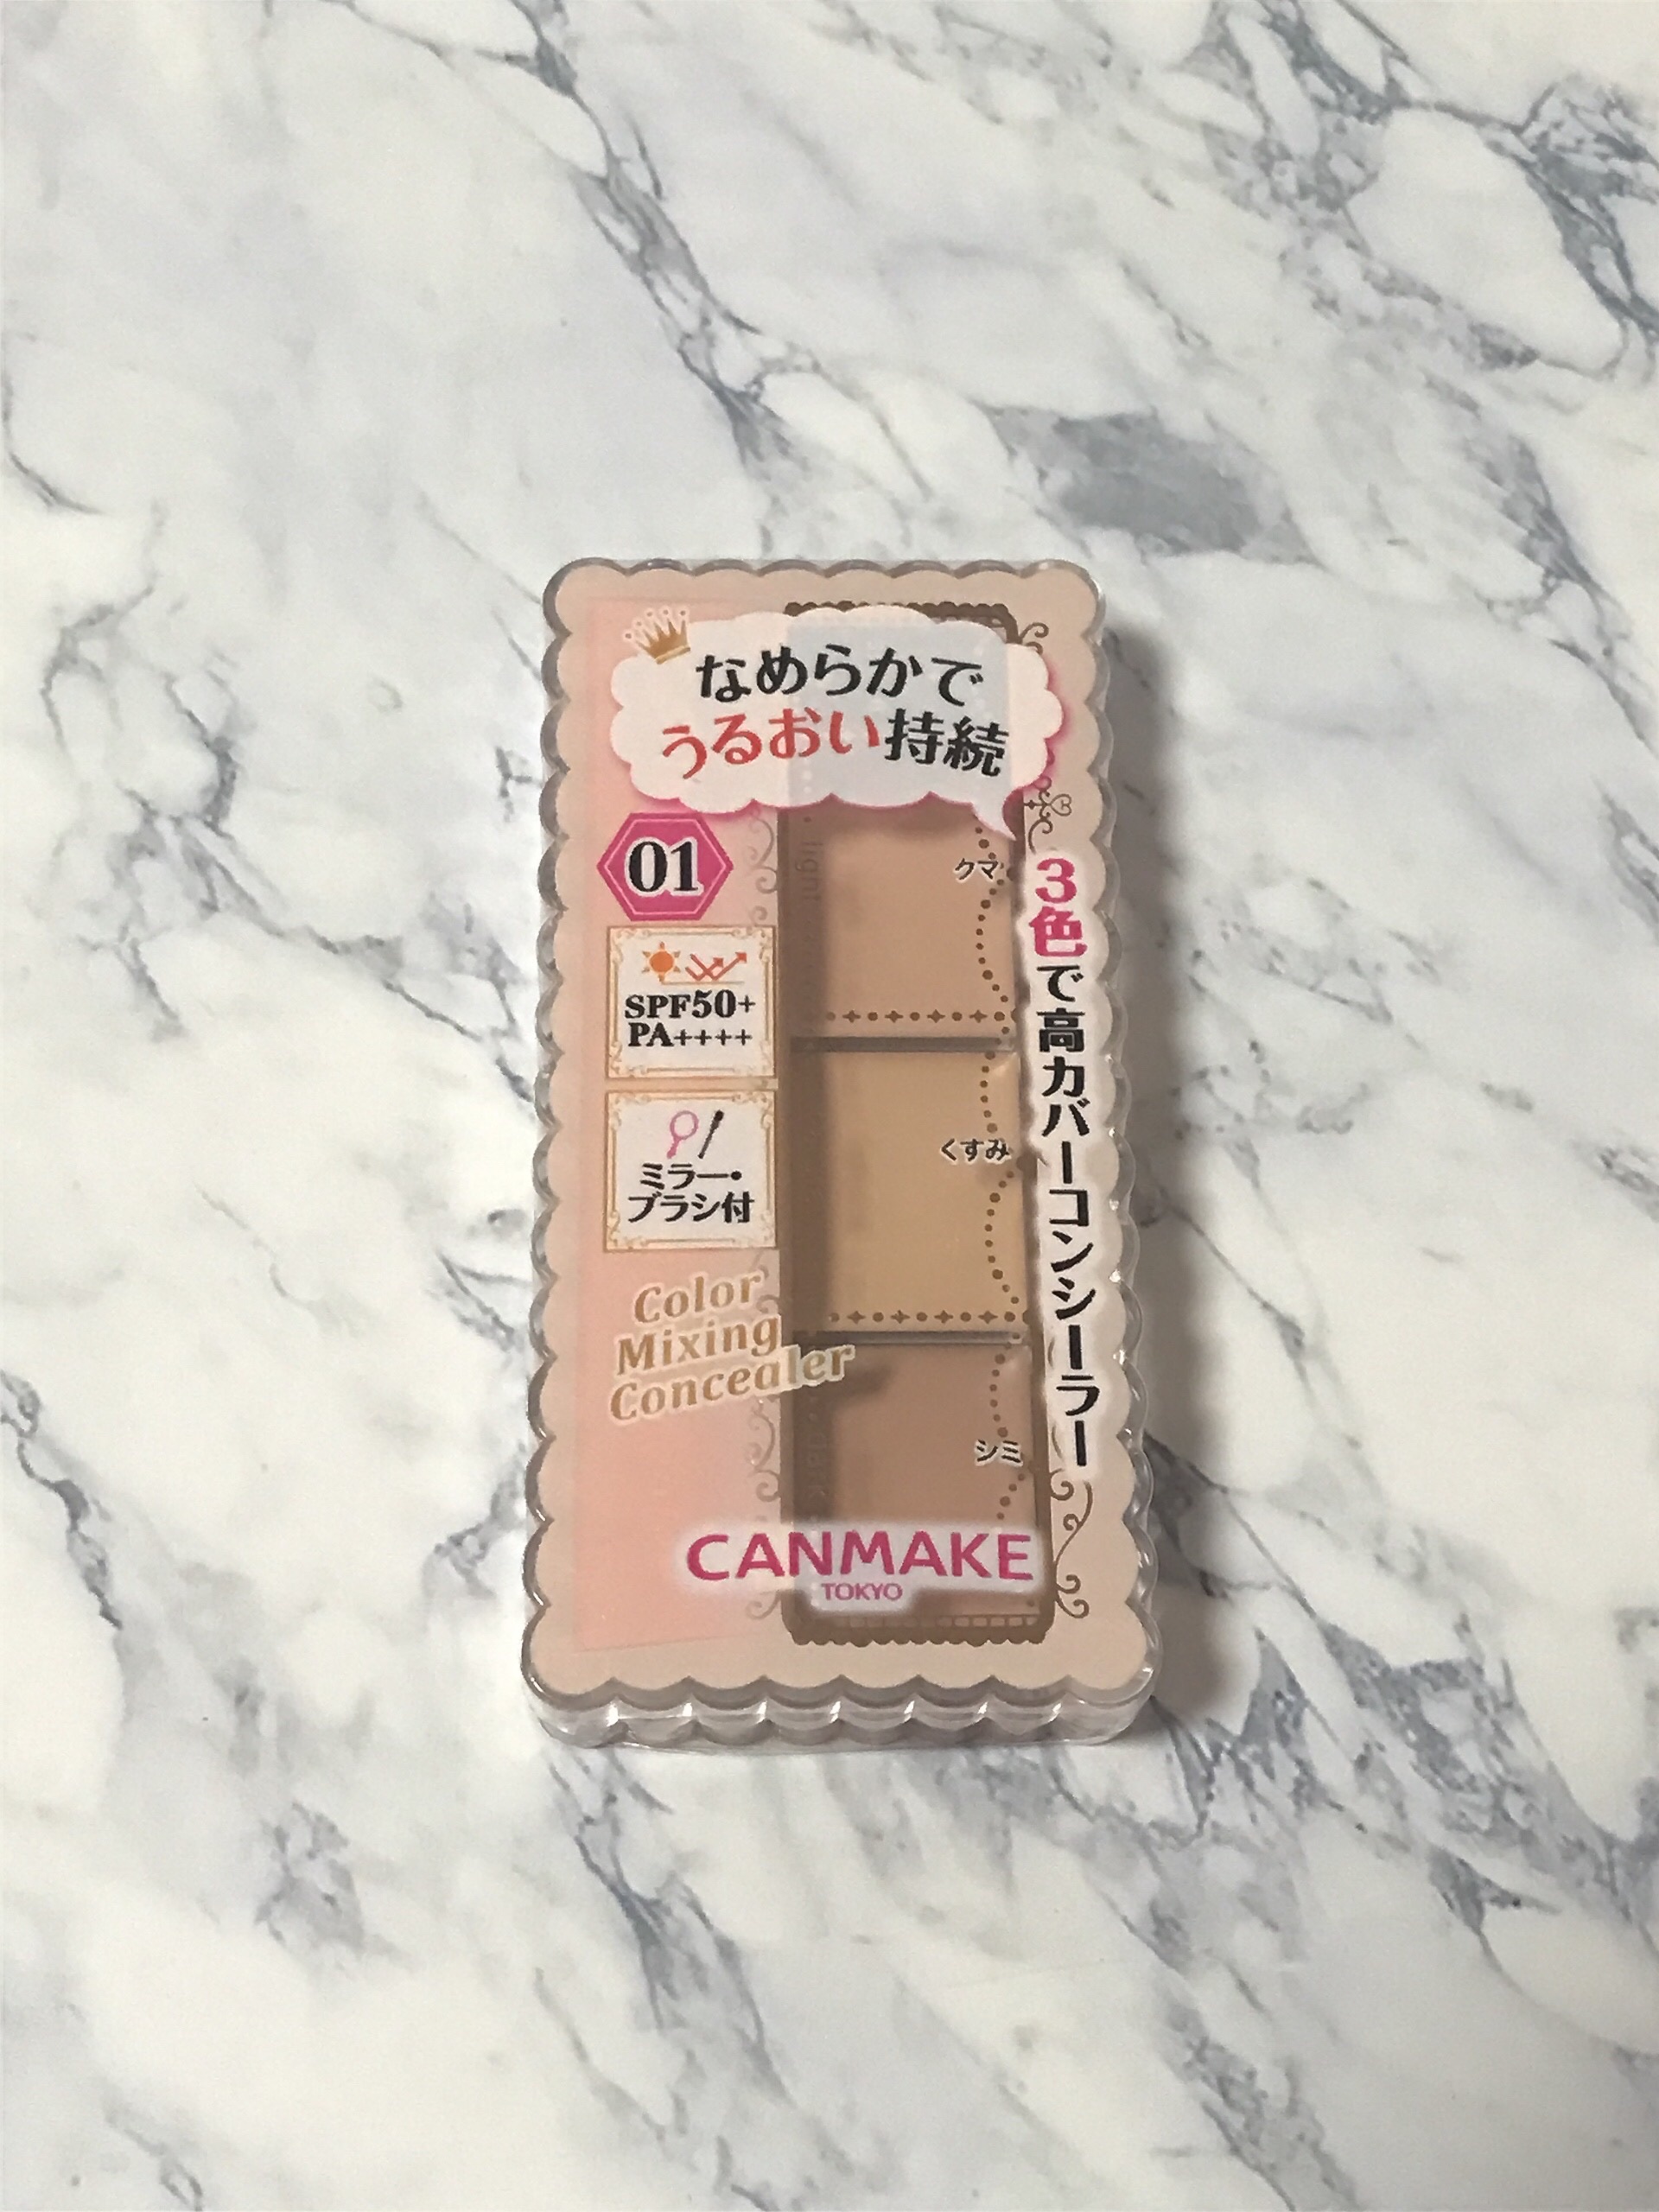 なめらかで
うるおい持続
01
SPF50+
PA++++
ミラー・
ブラシ付
light
クマ
くすみ
シミ
dark
3色で高カバーコンシーラー
Color
Mixing
Concealer
CANMAKE
TOKYO